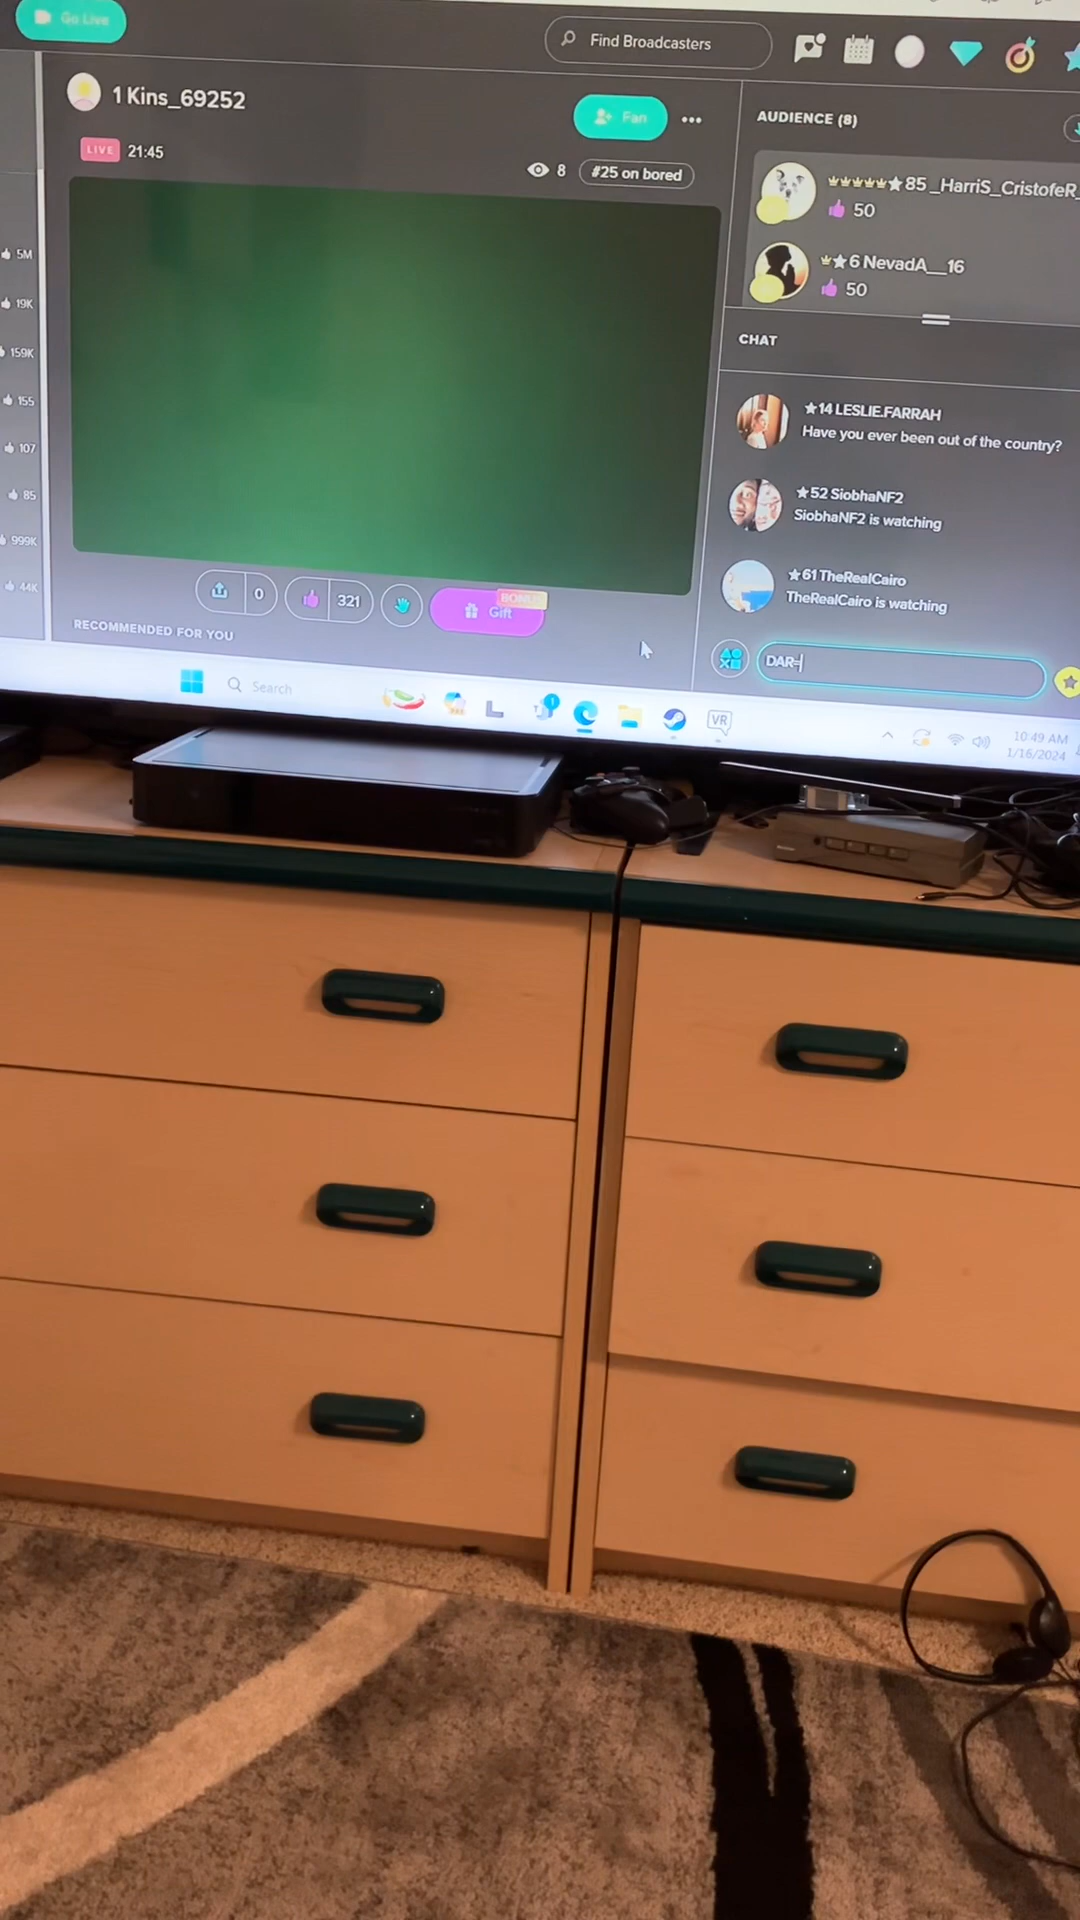 Go Live
Find Broadcasters
1 Kins_69252
Fan
LIVE 21:45
8 #25 on bored
5M
19K
159K
155
107
85
999K
44K
0
321
BONUS
Gift
RECOMMENDED FOR YOU
AUDIENCE (8)
85 _HarriS_CristofeR_
50
6 NevadA__16
50
CHAT
14 LESLIE.FARRAH
Have you ever been out of the country?
52 SiobhaNF2
SiobhaNF2 is watching
61 TheRealCairo
TheRealCairo is watching
DAR=
Search
1
VR
10:49 AM
1/16/2024